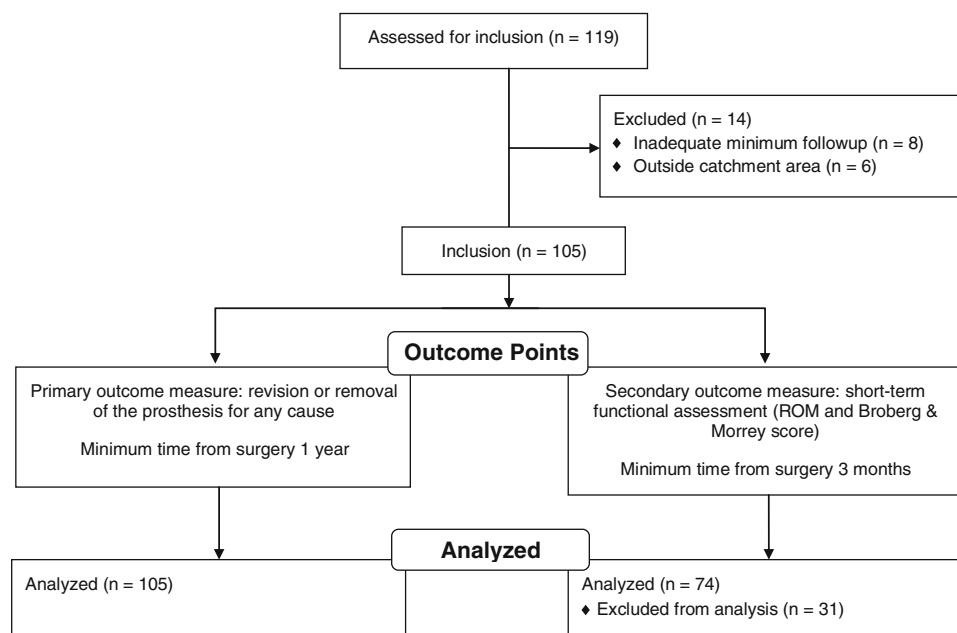 Assessed for inclusion (n = 119)
Excluded (n = 14)
♦ Inadequate minimum followup (n = 8)
♦ Outside catchment area (n = 6)
Inclusion (n = 105)
Outcome Points
Primary outcome measure: revision or removal
of the prosthesis for any cause
Minimum time from surgery 1 year
Secondary outcome measure: short-term
functional assessment (ROM and Broberg &
Morrey score)
Minimum time from surgery 3 months
Analyzed
Analyzed (n = 105)
Analyzed (n = 74)
♦ Excluded from analysis (n = 31)